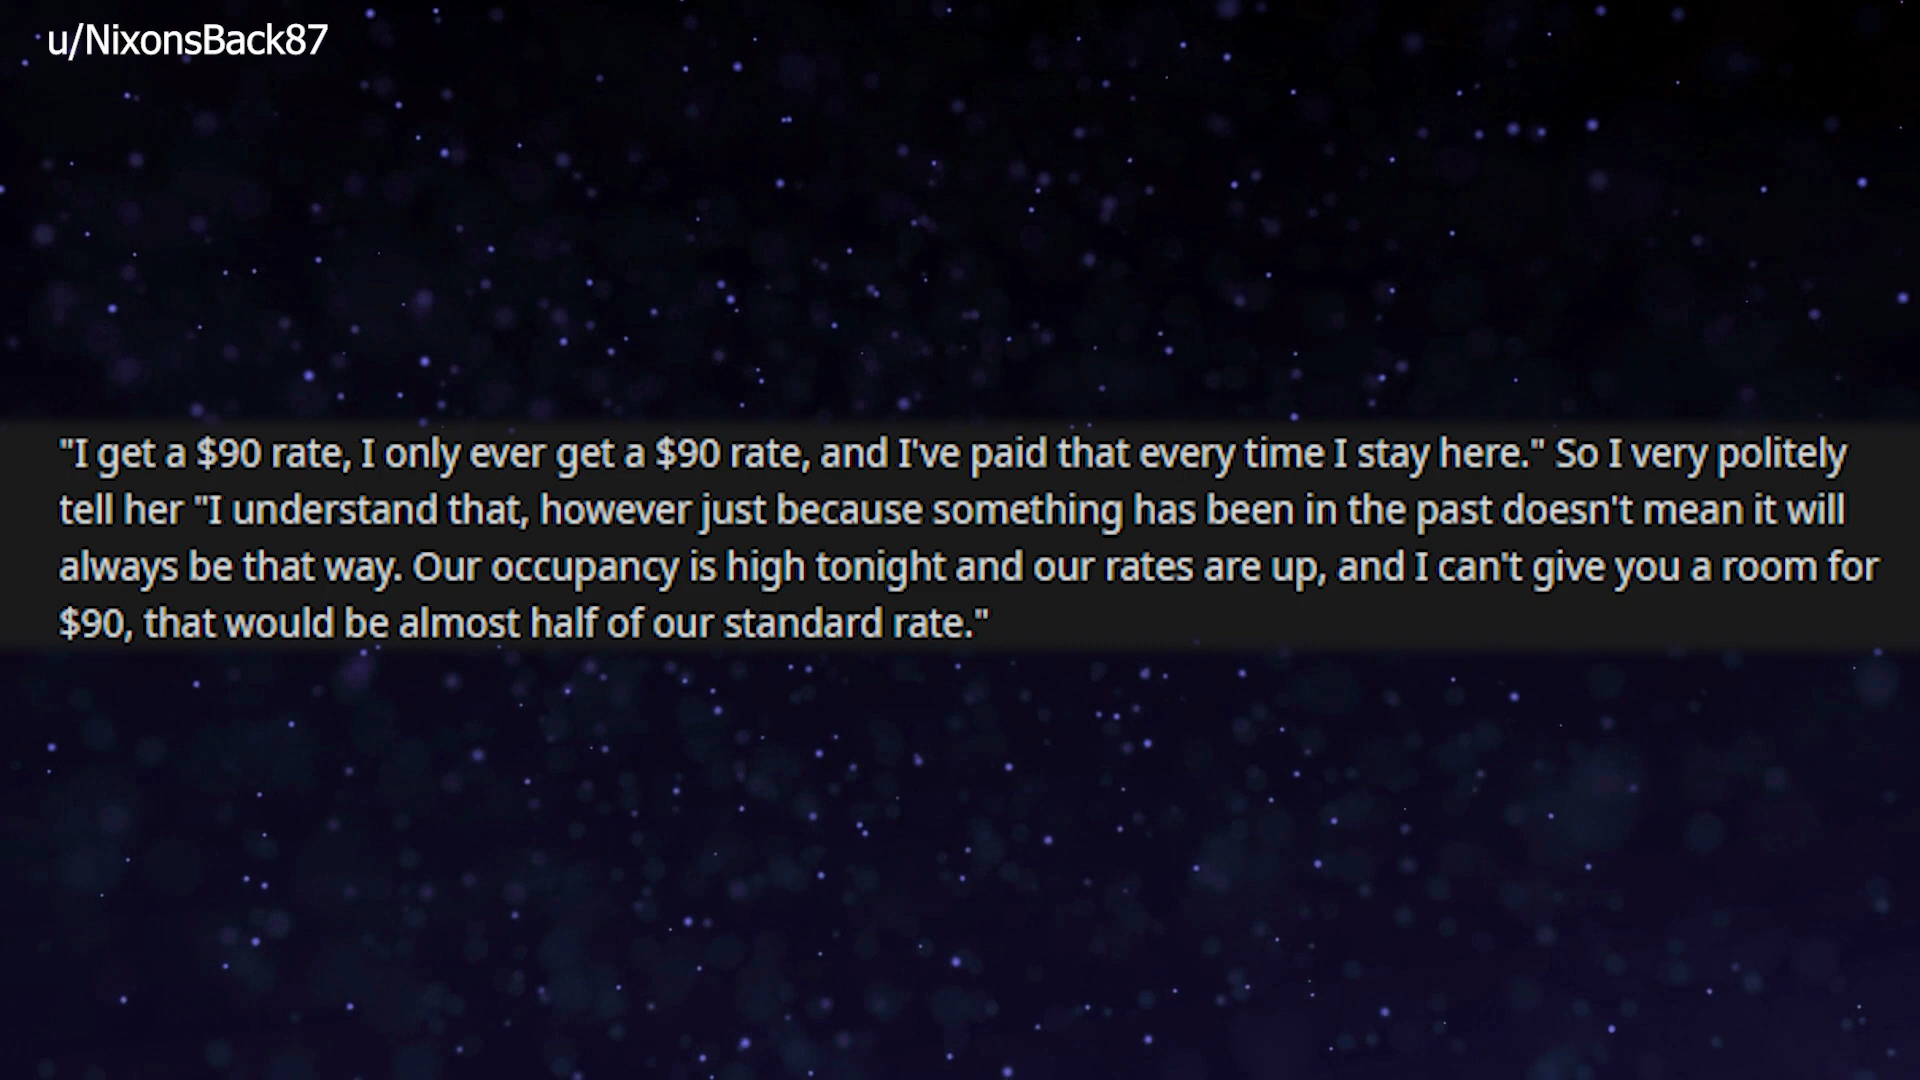 u/NixonsBack87
"I get a $90 rate, I only ever get a $90 rate, and I've paid that every time I stay here." So I very politely
tell her "I understand that, however just because something has been in the past doesn't mean it will
always be that way. Our occupancy is high tonight and our rates are up, and I can't give you a room for
$90, that would be almost half of our standard rate."